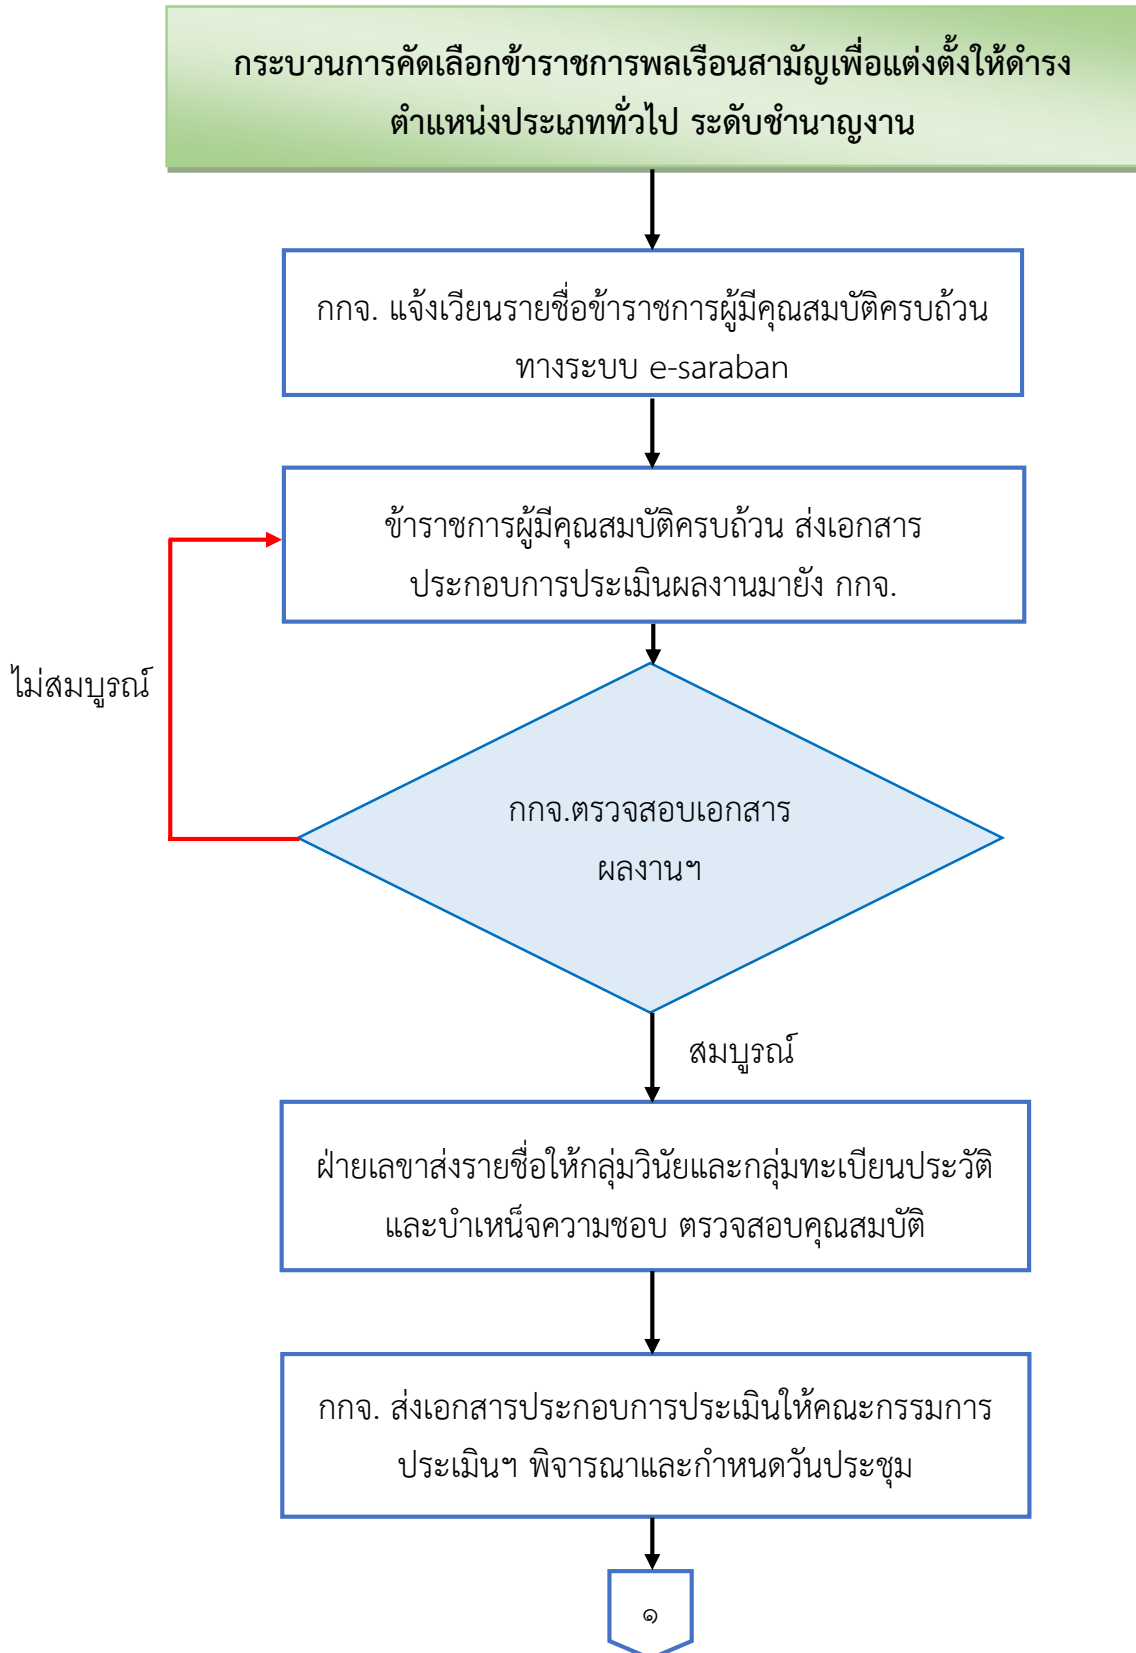 กระบวนการคัดเลือกข้าราชการพลเรือนสามัญเพื่อแต่งตั้งให้ดำรง
ตำแหน่งประเภททั่วไป ระดับชำนาญงาน
กกจ. แจ้งเวียนรายชื่อข้าราชการผู้มีคุณสมบัติครบถ้วน
ทางระบบ e-saraban
ข้าราชการผู้มีคุณสมบัติครบถ้วน ส่งเอกสาร
ประกอบการประเมินผลงานมายัง กกจ.
ไม่สมบูรณ์
กกจ.ตรวจสอบเอกสาร
ผลงานฯ
สมบูรณ์
ฝ่ายเลขาส่งรายชื่อให้กลุ่มวินัยและกลุ่มทะเบียนประวัติ
และบำเหน็จความชอบ ตรวจสอบคุณสมบัติ
กกจ. ส่งเอกสารประกอบการประเมินให้คณะกรรมการ
ประเมินฯ พิจารณาและกำหนดวันประชุม
๑